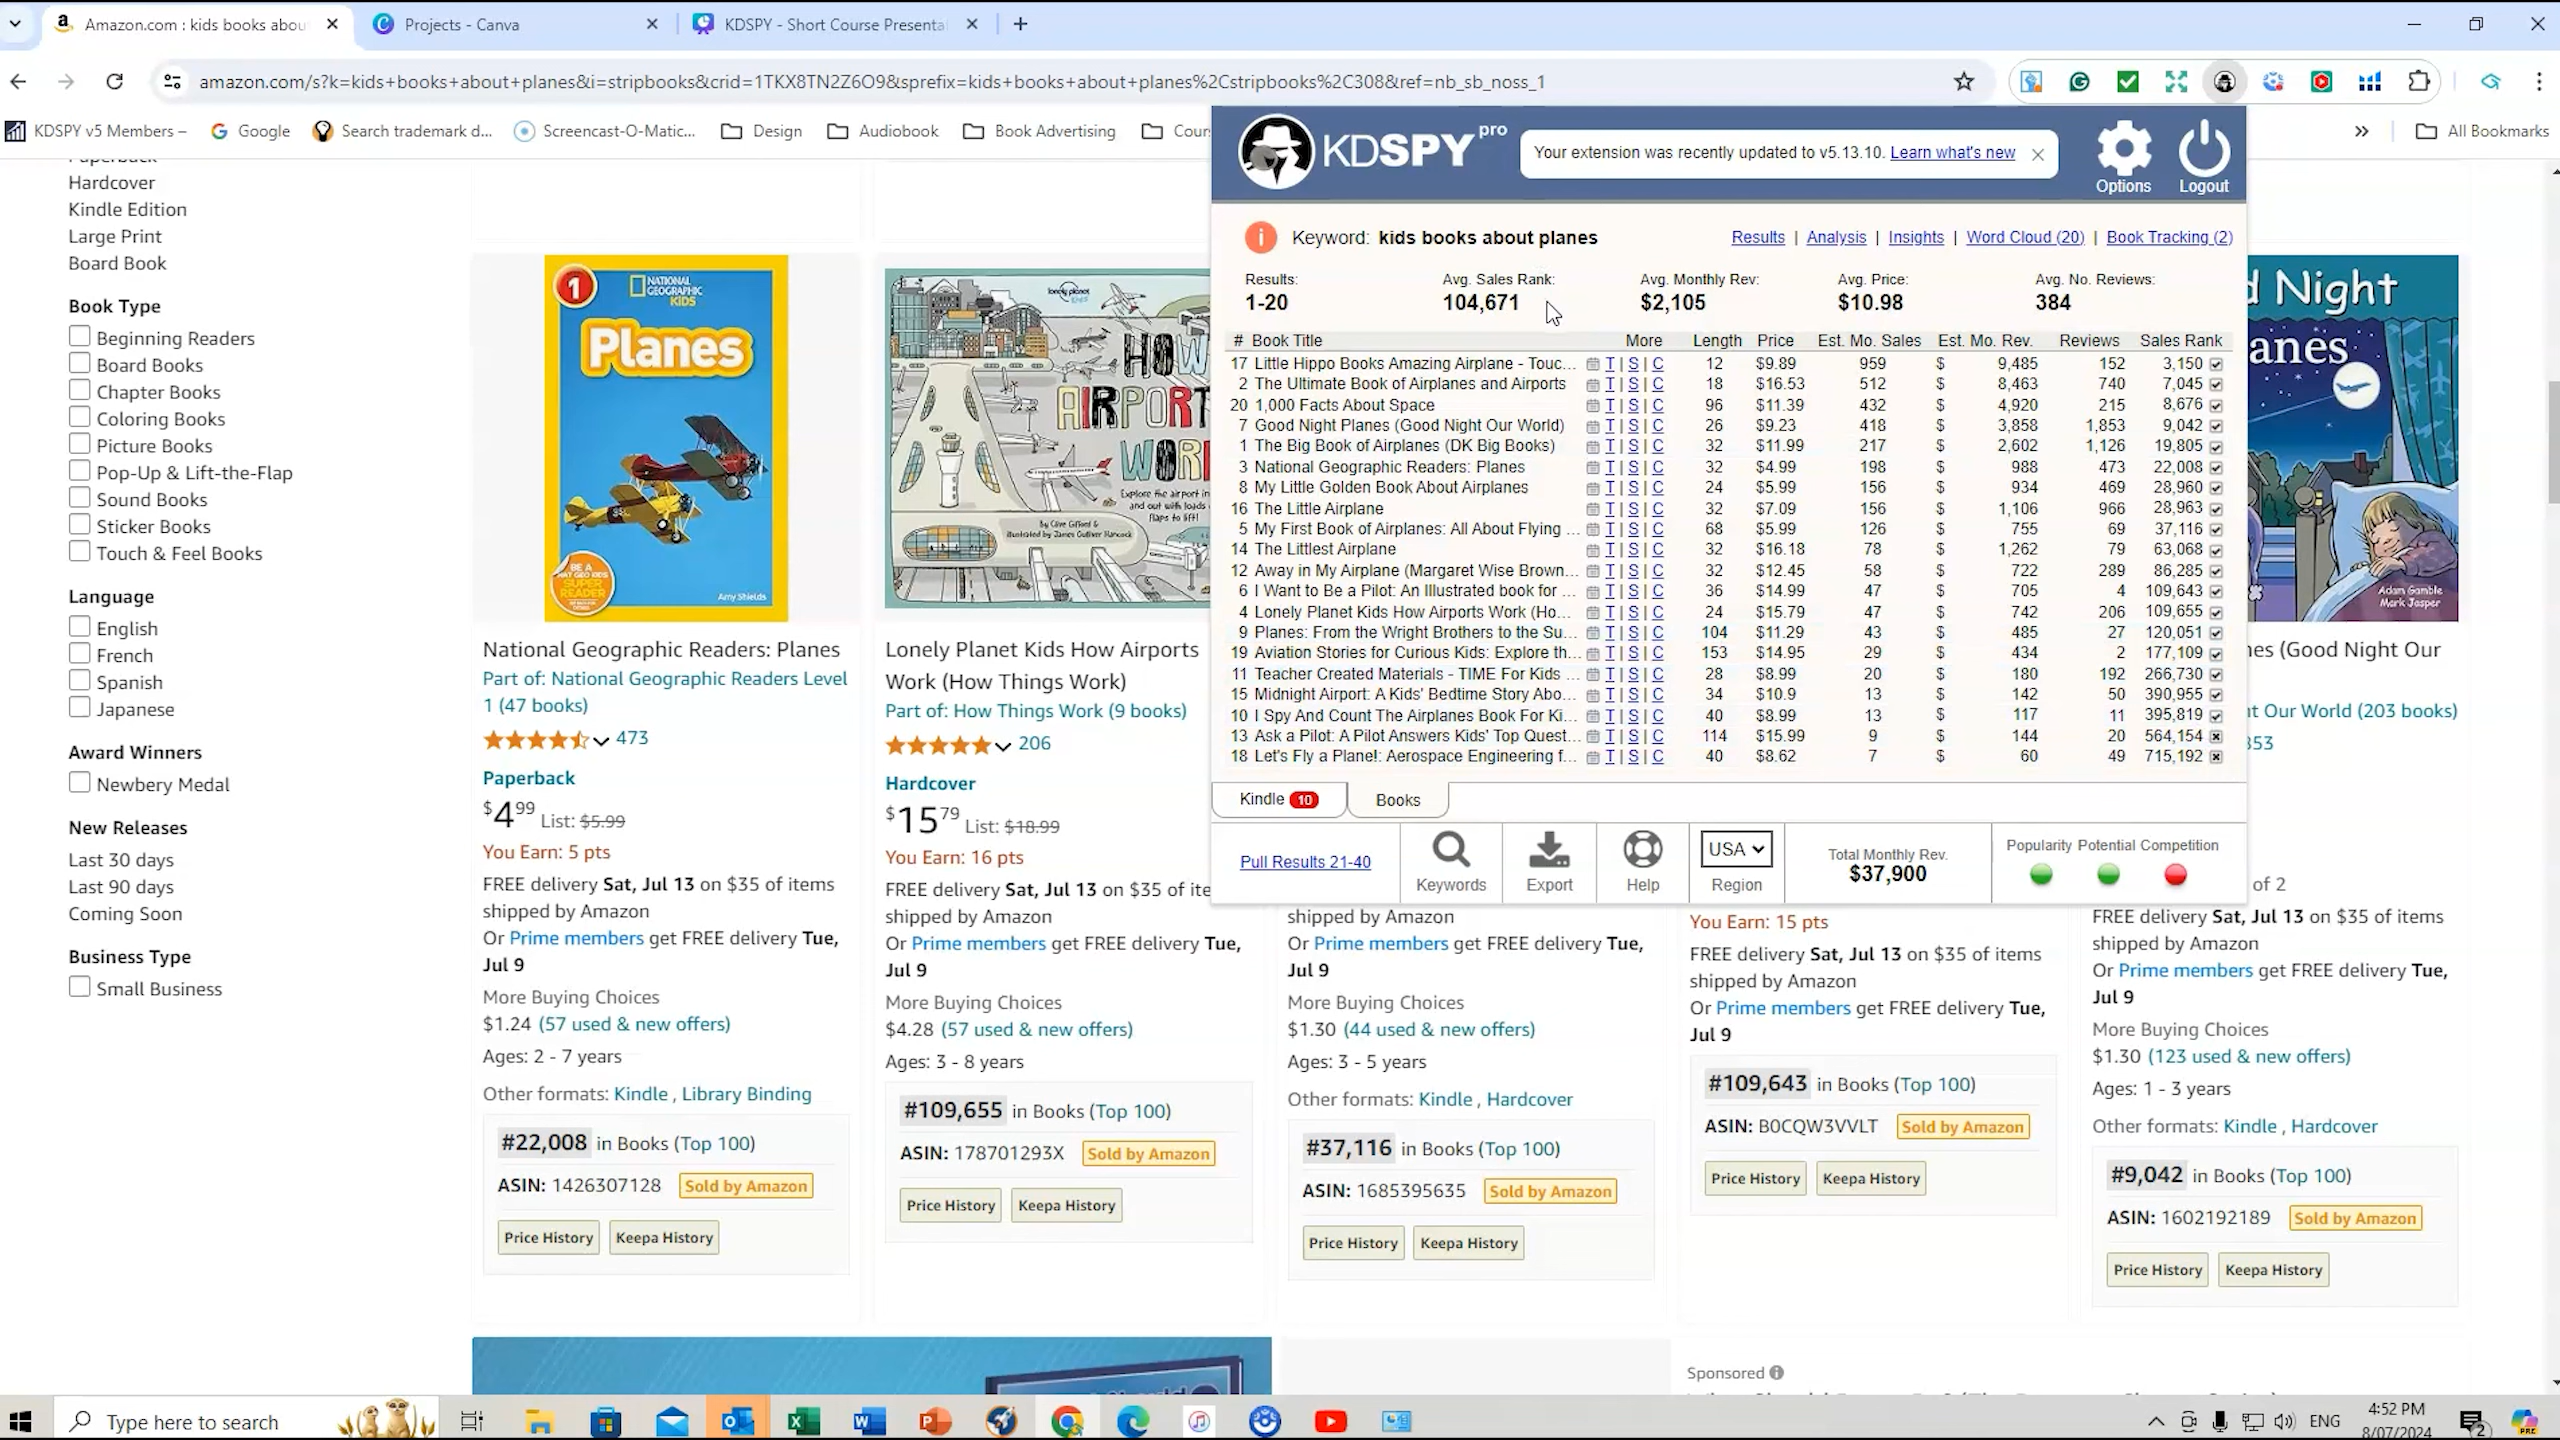 Amazon.com : kids books abou
Projects - Canva
KDSPY - Short Course Presenta
amazon.com/s?k=kids+books+about+planes&i=stripbooks&crid=1TKX8TN2Z6O9&sprefix=kids+books+about+planes%2Cstripbooks%2C308&ref=nb_sb_noss_1
KDSPY v5 Members –
Google
Search trademark d...
Screencast-O-Matic...
Design
Audiobook
Book Advertising
All Bookmarks
Paperback
Hardcover
Kindle Edition
Large Print
Board Book
Book Type
Beginning Readers
Board Books
Chapter Books
Coloring Books
Picture Books
Pop-Up & Lift-the-Flap
Sound Books
Sticker Books
Touch & Feel Books
Language
English
French
Spanish
Japanese
Award Winners
Newbery Medal
New Releases
Last 30 days
Last 90 days
Coming Soon
Business Type
Small Business
1
NATIONAL GEOGRAPHIC KiDS
Planes
Amy Shields
National Geographic Readers: Planes
Part of: National Geographic Readers Level
1 (47 books)
473
Paperback
$4.99 List: $5.99
You Earn: 5 pts
FREE delivery Sat, Jul 13 on $35 of items
shipped by Amazon
Or Prime members get FREE delivery Tue,
Jul 9
More Buying Choices
$1.24 (57 used & new offers)
Ages: 2 - 7 years
Other formats: Kindle , Library Binding
#22,008 in Books (Top 100)
ASIN: 1426307128 Sold by Amazon
Price History Keepa History
lonely planet kids
HOW
AIRPORT
WOR
Explore the airport in
and out with loads
flaps to lift!
by Clive Gifford &
illustrated by James Gulliver Hancock
Lonely Planet Kids How Airports
Work (How Things Work)
Part of: How Things Work (9 books)
206
Hardcover
$15.79 List: $18.99
You Earn: 16 pts
FREE delivery Sat, Jul 13 on $35 of ite
shipped by Amazon
Or Prime members get FREE delivery Tue,
Jul 9
More Buying Choices
$4.28 (57 used & new offers)
Ages: 3 - 8 years
#109,655 in Books (Top 100)
ASIN: 178701293X Sold by Amazon
Price History Keepa History
KDSPY pro
Your extension was recently updated to v5.13.10. Learn what's new
Options
Logout
Keyword: kids books about planes
Results | Analysis | Insights | Word Cloud (20) | Book Tracking (2)
Results: Avg. Sales Rank: Avg. Monthly Rev: Avg. Price: Avg. No. Reviews:
1-20 104,671 $2,105 $10.98 384
# Book Title More Length Price Est. Mo. Sales Est. Mo. Rev. Reviews Sales Rank
17 Little Hippo Books Amazing Airplane - Touc... T | S | C 12 $9.89 959 $ 9,485 152 3,150
2 The Ultimate Book of Airplanes and Airports T | S | C 18 $16.53 512 $ 8,463 740 7,045
20 1,000 Facts About Space T | S | C 96 $11.39 432 $ 4,920 215 8,676
7 Good Night Planes (Good Night Our World) T | S | C 26 $9.23 418 $ 3,858 1,853 9,042
1 The Big Book of Airplanes (DK Big Books) T | S | C 32 $11.99 217 $ 2,602 1,126 19,805
3 National Geographic Readers: Planes T | S | C 32 $4.99 198 $ 988 473 22,008
8 My Little Golden Book About Airplanes T | S | C 24 $5.99 156 $ 934 469 28,960
16 The Little Airplane T | S | C 32 $7.09 156 $ 1,106 966 28,963
5 My First Book of Airplanes: All About Flying ... T | S | C 68 $5.99 126 $ 755 69 37,116
14 The Littlest Airplane T | S | C 32 $16.18 78 $ 1,262 79 63,068
12 Away in My Airplane (Margaret Wise Brown... T | S | C 32 $12.45 58 $ 722 289 86,285
6 I Want to Be a Pilot: An Illustrated book for ... T | S | C 36 $14.99 47 $ 705 4 109,643
4 Lonely Planet Kids How Airports Work (Ho... T | S | C 24 $15.79 47 $ 742 206 109,655
9 Planes: From the Wright Brothers to the Su... T | S | C 104 $11.29 43 $ 485 27 120,051
19 Aviation Stories for Curious Kids: Explore th... T | S | C 153 $14.95 29 $ 434 2 177,109
11 Teacher Created Materials - TIME For Kids ... T | S | C 28 $8.99 20 $ 180 192 266,730
15 Midnight Airport: A Kids' Bedtime Story Abo... T | S | C 34 $10.9 13 $ 142 50 390,955
10 I Spy And Count The Airplanes Book For Ki... T | S | C 40 $8.99 13 $ 117 11 395,819
13 Ask a Pilot: A Pilot Answers Kids' Top Quest... T | S | C 114 $15.99 9 $ 144 20 564,154
18 Let's Fly a Plane!: Aerospace Engineering f... T | S | C 40 $8.62 7 $ 60 49 715,192
Kindle 10
Books
Pull Results 21-40
Keywords
Export
Help
USA
Region
Total Monthly Rev.
$37,900
Popularity Potential Competition
shipped by Amazon
Or Prime members get FREE delivery Tue,
Jul 9
More Buying Choices
$1.30 (44 used & new offers)
Ages: 3 - 5 years
Other formats: Kindle , Hardcover
#37,116 in Books (Top 100)
ASIN: 1685395635 Sold by Amazon
Price History Keepa History
You Earn: 15 pts
FREE delivery Sat, Jul 13 on $35 of items
shipped by Amazon
Or Prime members get FREE delivery Tue,
Jul 9
#109,643 in Books (Top 100)
ASIN: B0CQW3VVLT Sold by Amazon
Price History Keepa History
d Night
anes
Adam Gamble
Mark Jasper
nes (Good Night Our
t Our World (203 books)
853
of 2
FREE delivery Sat, Jul 13 on $35 of items
shipped by Amazon
Or Prime members get FREE delivery Tue,
Jul 9
More Buying Choices
$1.30 (123 used & new offers)
Ages: 1 - 3 years
Other formats: Kindle , Hardcover
#9,042 in Books (Top 100)
ASIN: 1602192189 Sold by Amazon
Price History Keepa History
Sponsored
Type here to search
ENG
4:52 PM
8/07/2024
2